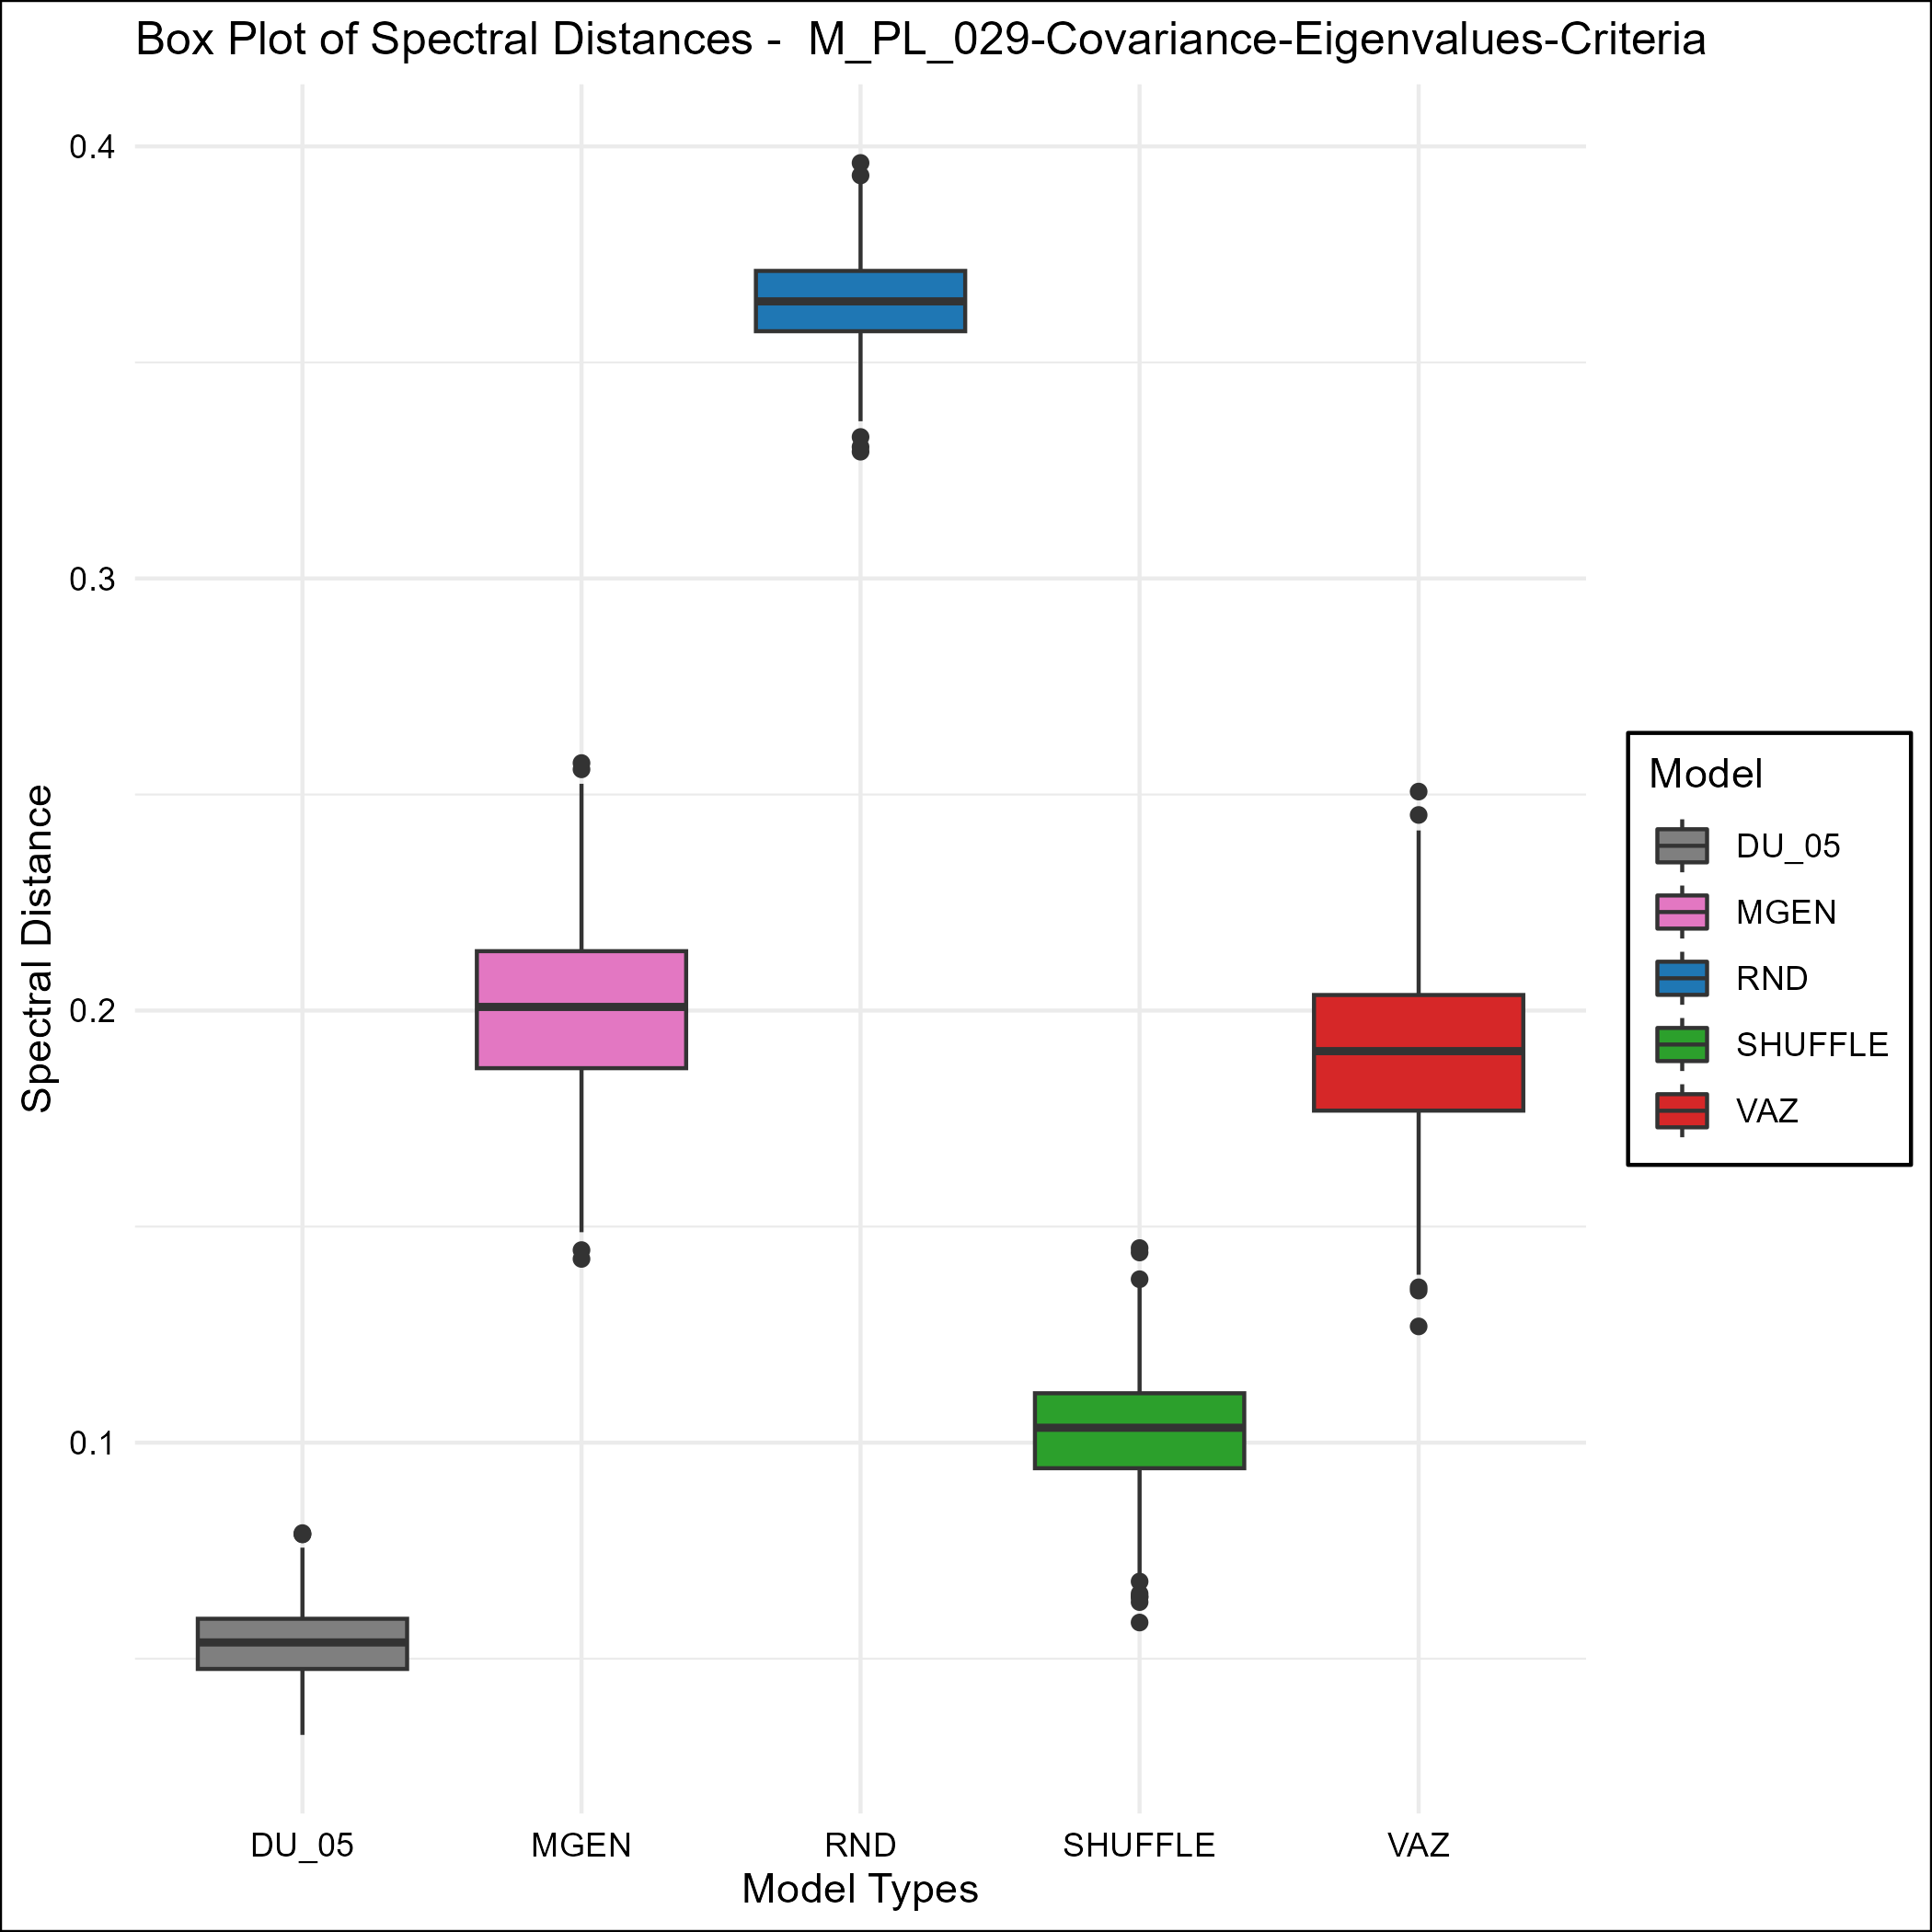 Box Plot of Spectral Distances -  M_PL_029-Covariance-Eigenvalues-Criteria
0.4
0.3
0.2
0.1
Spectral Distance
DU_05
MGEN
RND
SHUFFLE
VAZ
Model Types
Model
DU_05
MGEN
RND
SHUFFLE
VAZ